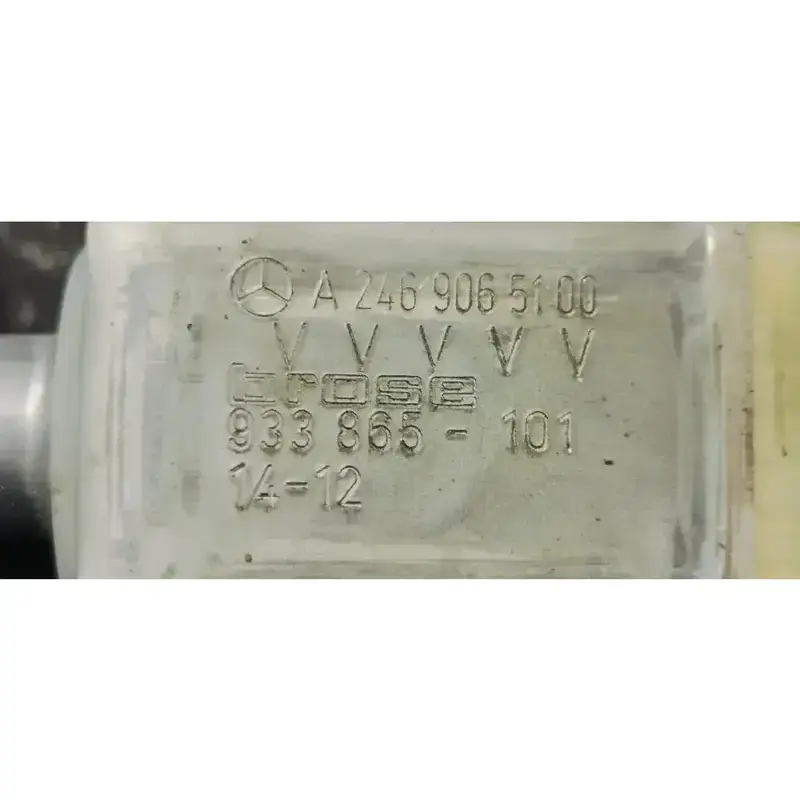 A 246 906 51 00
V V V V V
brose
933 865 - 101
14-12